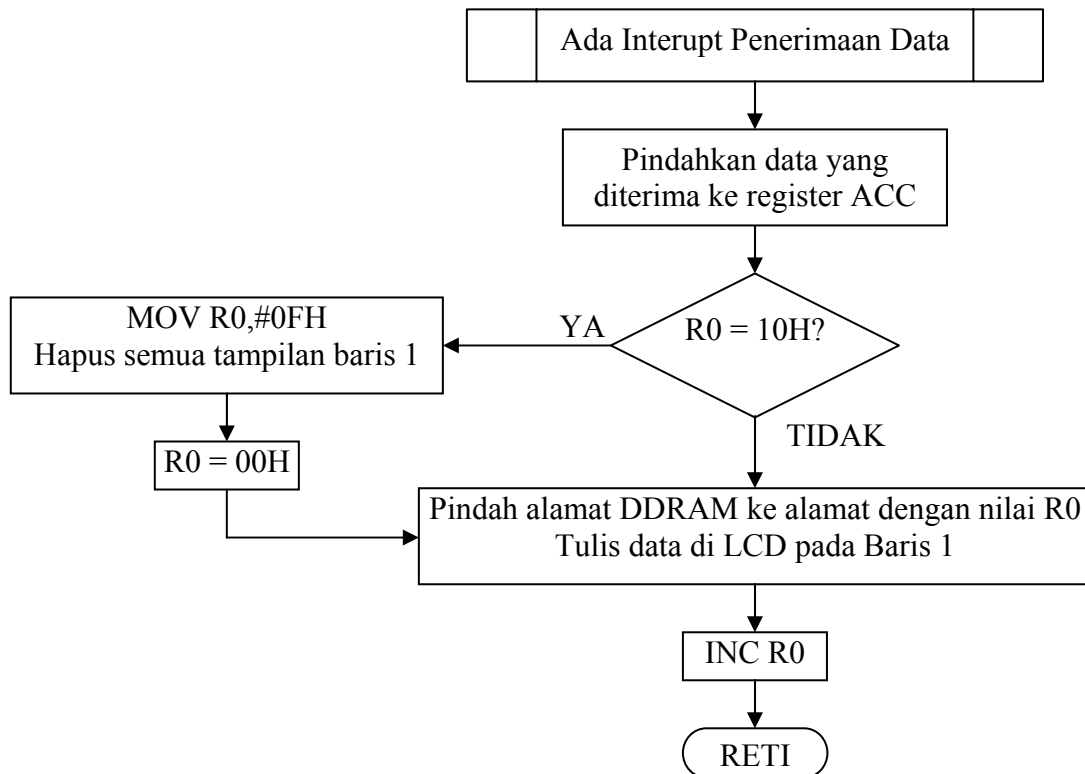 Ada Interupt Penerimaan Data
Pindahkan data yang
diterima ke register ACC
R0 = 10H?
YA
MOV R0,#0FH
Hapus semua tampilan baris 1
R0 = 00H
TIDAK
Pindah alamat DDRAM ke alamat dengan nilai R0
Tulis data di LCD pada Baris 1
INC R0
RETI